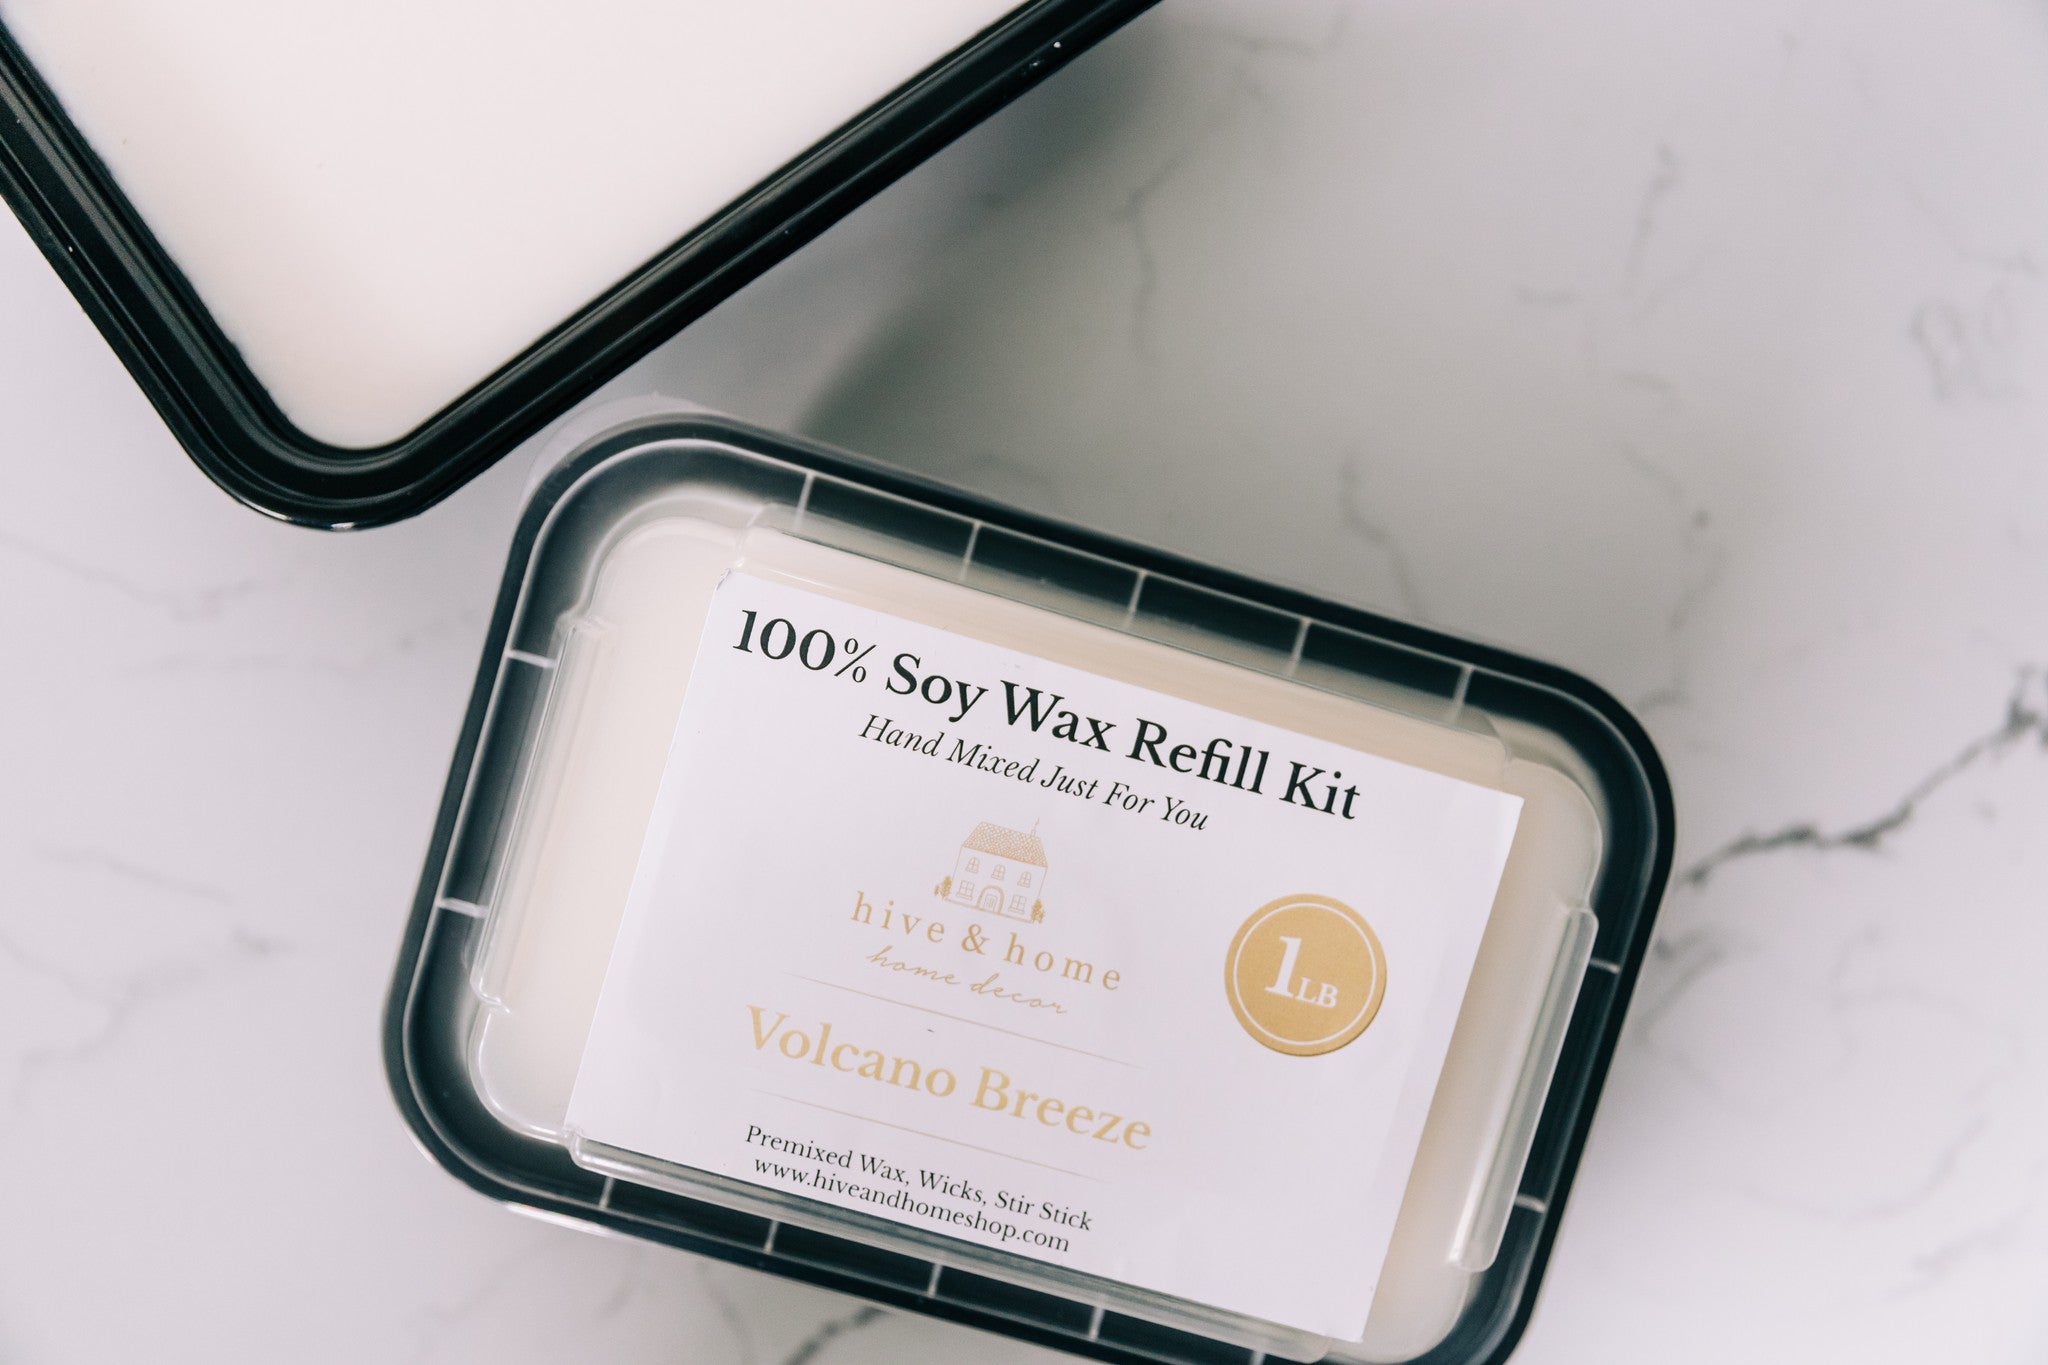 100% Soy Wax Refill Kit
Hand Mixed Just For You
hive & home
home decor
1LB
Volcano Breeze
Premixed Wax, Wicks, Stir Stick
www.hiveandhomeshop.com